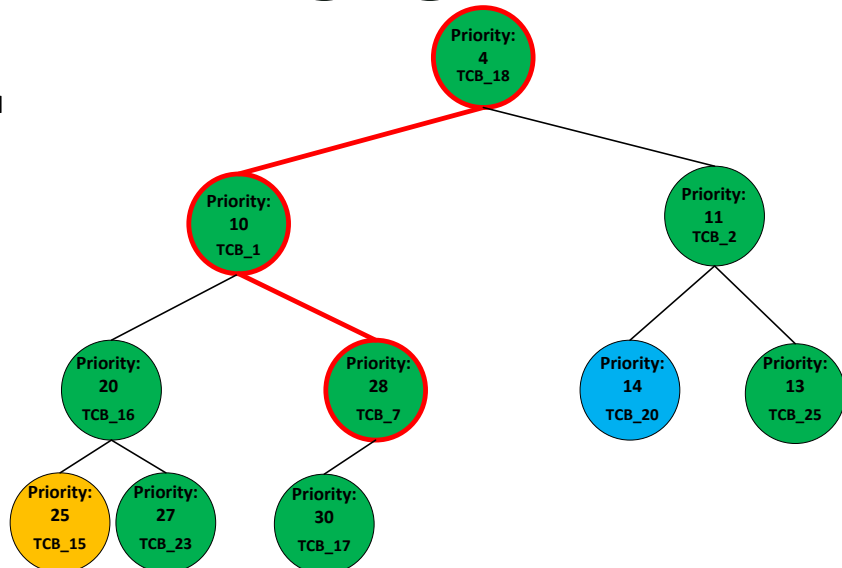 Priority:
4
TCB_18
Priority:
10
TCB_1
Priority:
11
TCB_2
Priority:
20
TCB_16
Priority:
28
TCB_7
Priority:
14
TCB_20
Priority:
13
TCB_25
Priority:
25
TCB_15
Priority:
27
TCB_23
Priority:
30
TCB_17